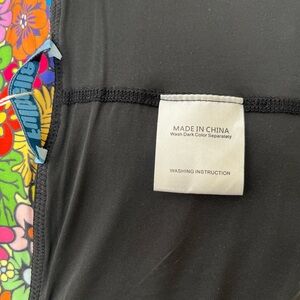 MADE IN CHINA
Wash Dark Color Separately
WASHING INSTRUCTION